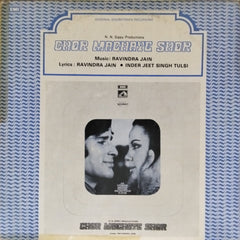 ORIGINAL SOUNDTRACK RECORDING
N. N. Sippy Productions
CHOR MACHAYE SHOR
Music: RAVINDRA JAIN
Lyrics: RAVINDRA JAIN • INDER JEET SINGH TULSI
CHOR MACHAYE SHOR